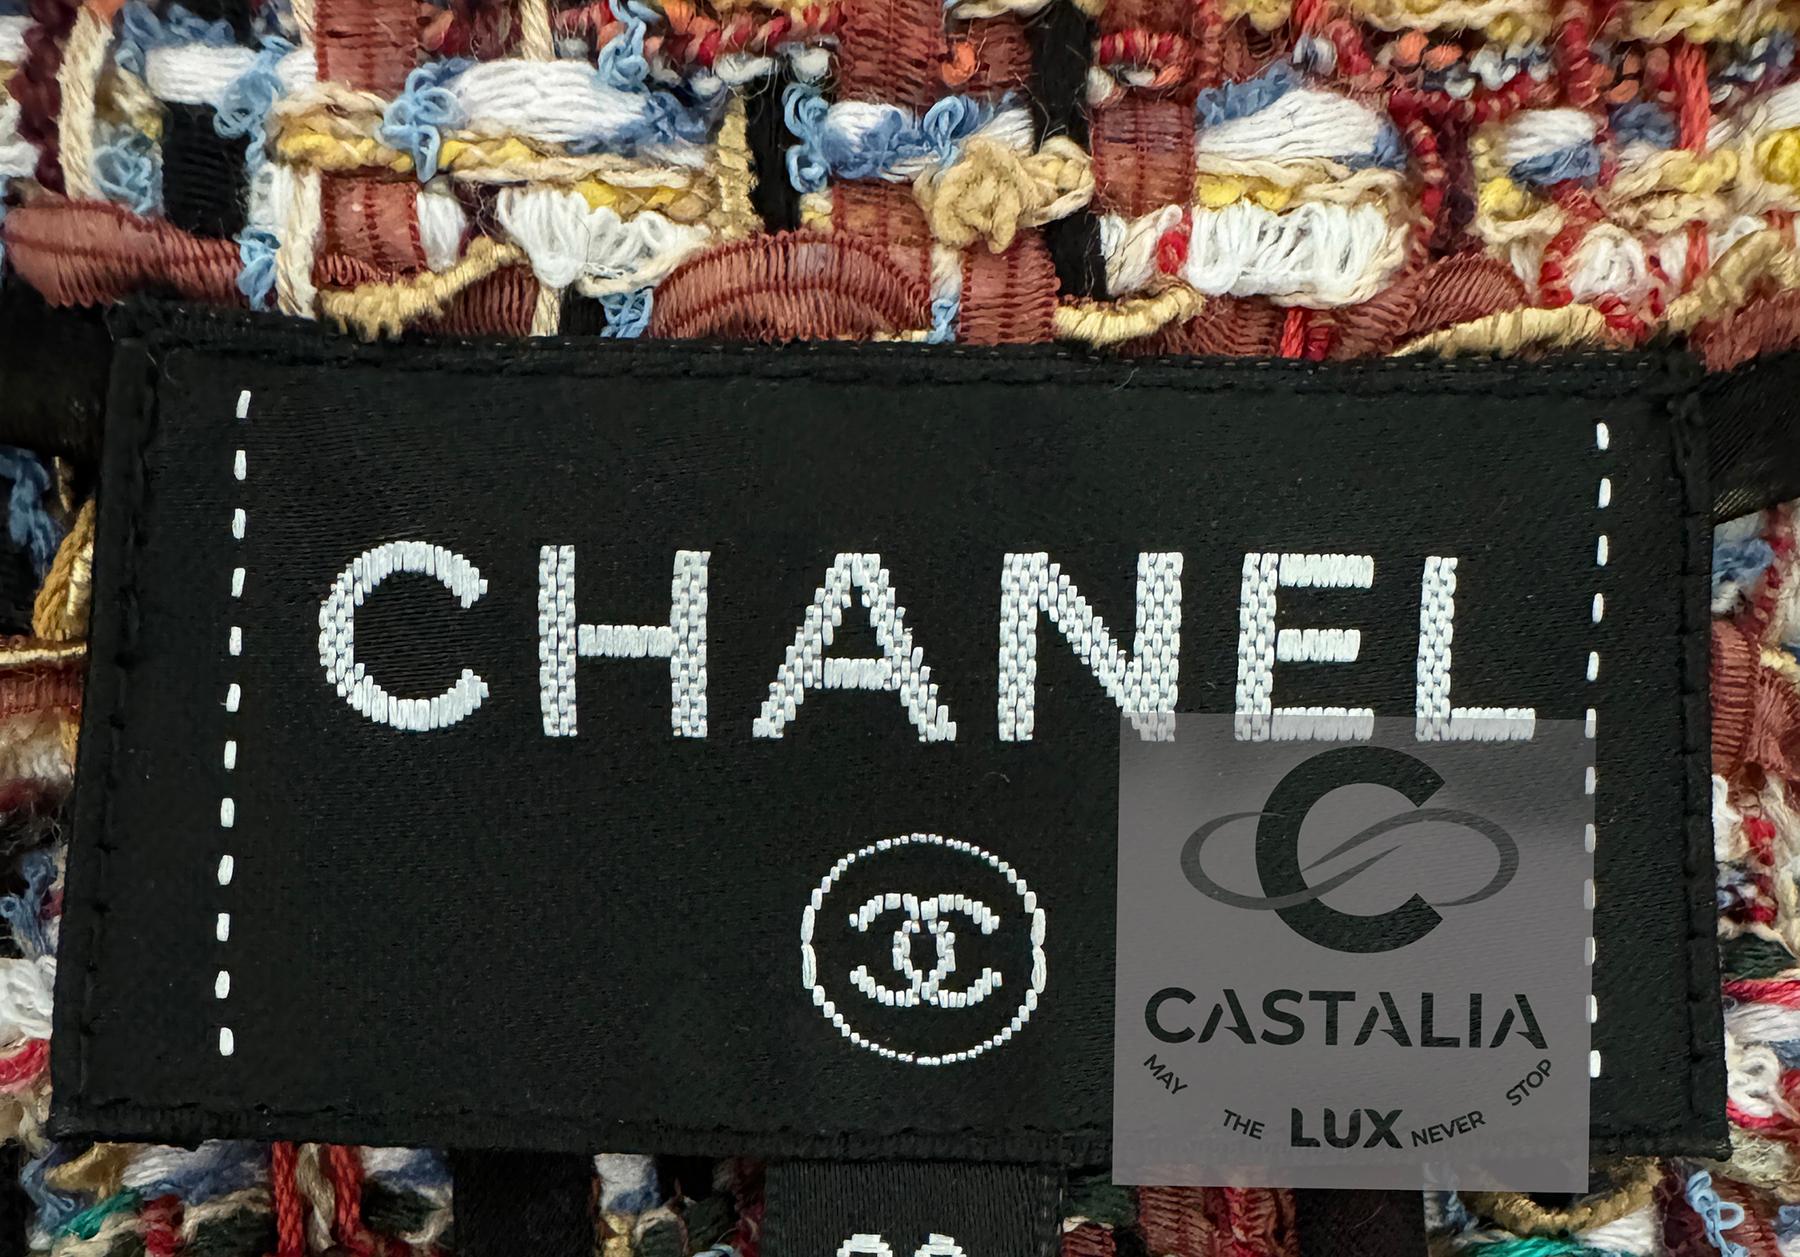 CHANEL
CASTALIA
MAY THE LUX NEVER STOP